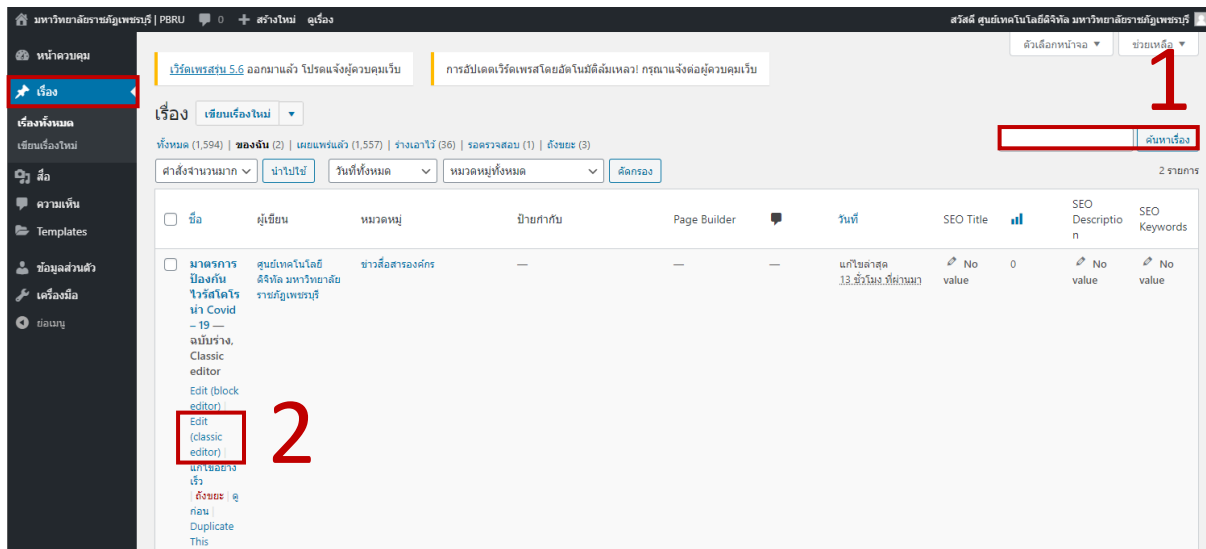 มหาวิทยาลัยราชภัฏเพชรบุรี | PBRU 0 + สร้างใหม่ ดูเรื่อง สวัสดี ศูนย์เทคโนโลยีดิจิทัล มหาวิทยาลัยราชภัฏเพชรบุรี
ตัวเลือกหน้าจอ ▼ ช่วยเหลือ ▼
หน้าควบคุม
เรื่อง
เรื่องทั้งหมด
เขียนเรื่องใหม่
สื่อ
ความเห็น
Templates
ข้อมูลส่วนตัว
เครื่องมือ
ย่อเมนู
เวิร์ดเพรสรุ่น 5.6 ออกมาแล้ว โปรดแจ้งผู้ควบคุมเว็บ
การอัปเดตเวิร์ดเพรสโดยอัตโนมัติล้มเหลว! กรุณาแจ้งต่อผู้ควบคุมเว็บ
1
เรื่อง เขียนเรื่องใหม่ ▼
ค้นหาเรื่อง
ทั้งหมด (1,594) | ของฉัน (2) | เผยแพร่แล้ว (1,557) | ร่างเอาไว้ (36) | รอตรวจสอบ (1) | ถังขยะ (3)
คำสั่งจำนวนมาก นำไปใช้ วันที่ทั้งหมด หมวดหมู่ทั้งหมด คัดกรอง 2 รายการ
ชื่อ ผู้เขียน หมวดหมู่ ป้ายกำกับ Page Builder วันที่ SEO Title
SEO
Descriptio
n
SEO
Keywords
มาตรการ
ป้องกัน
ไวรัสโคโร
น่า Covid
– 19 —
ฉบับร่าง,
Classic
editor
Edit (block
editor) |
Edit
(classic
editor) |
แก้ไขอย่าง
เร็ว
| ถังขยะ | ดู
ก่อน |
Duplicate
This
ศูนย์เทคโนโลยี
ดิจิทัล มหาวิทยาลัย
ราชภัฏเพชรบุรี
ข่าวสื่อสารองค์กร
—
—
—
แก้ไขล่าสุด
13 ชั่วโมง ที่ผ่านมา
No
value
0
No
value
No
value
2